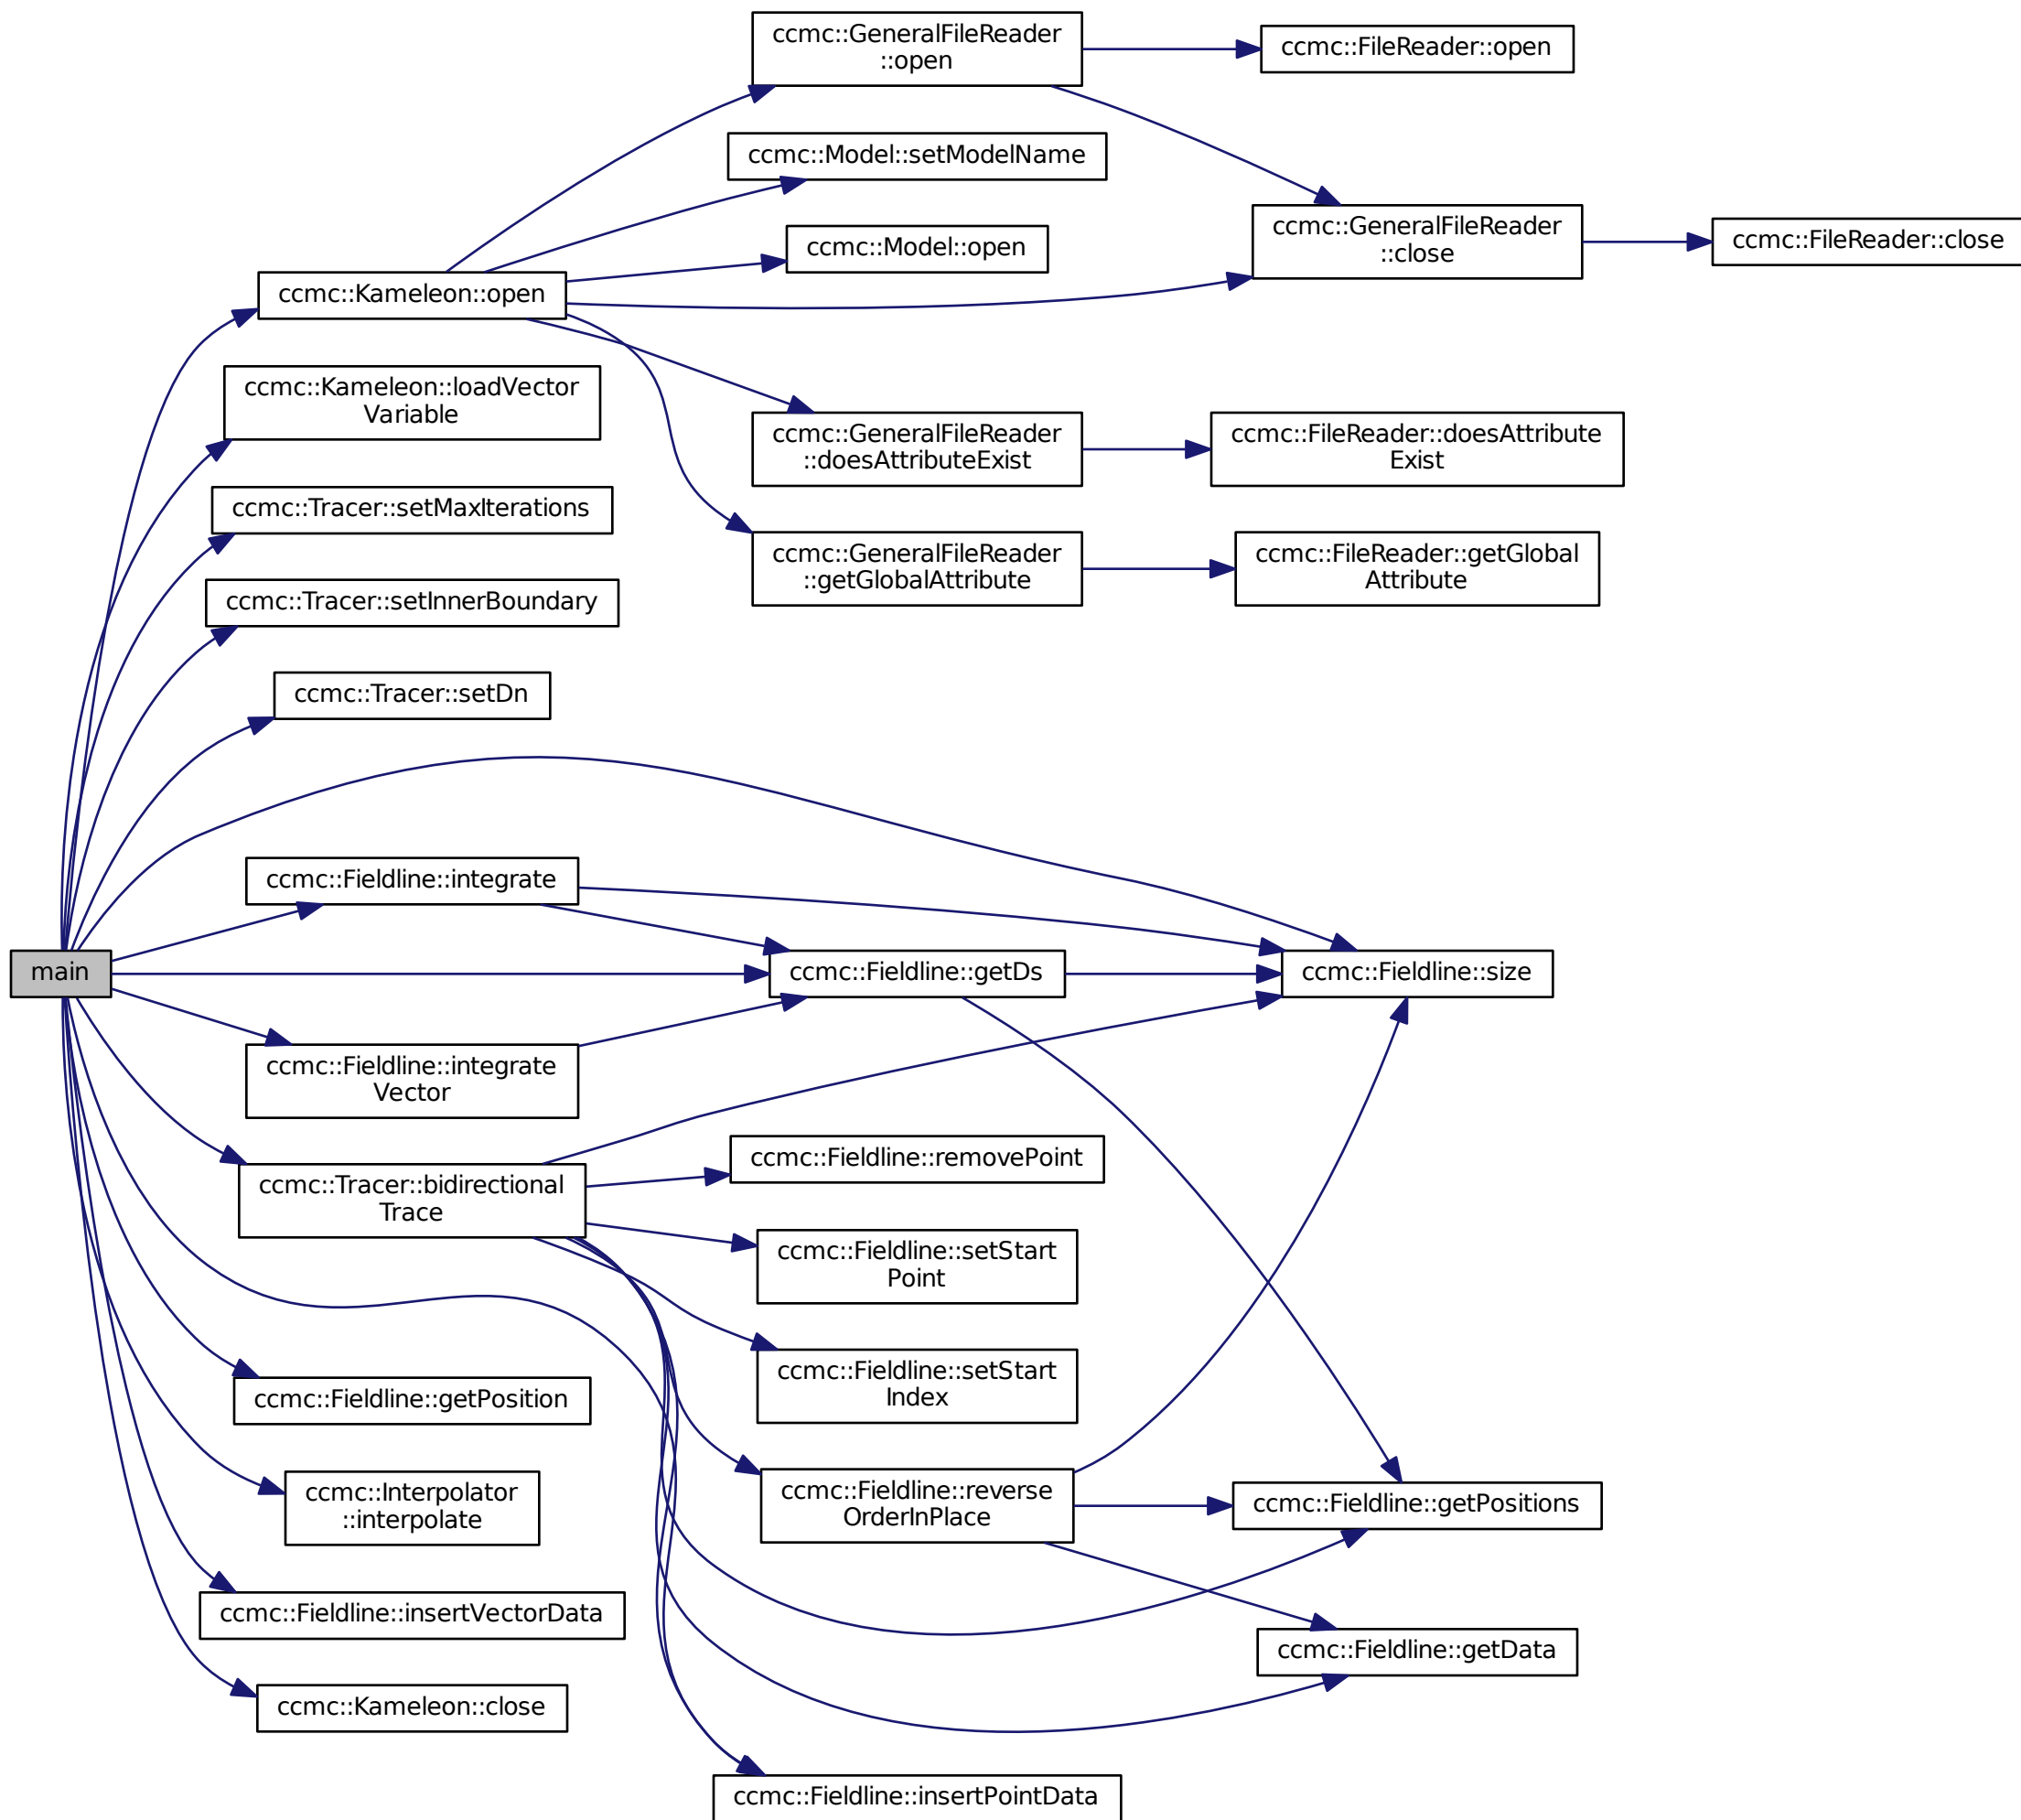 ccmc::GeneralFileReader
::open
ccmc::FileReader::open
ccmc::Model::setModelName
ccmc::Model::open
ccmc::GeneralFileReader
::close
ccmc::FileReader::close
ccmc::Kameleon::open
ccmc::Kameleon::loadVector
Variable
ccmc::GeneralFileReader
::doesAttributeExist
ccmc::FileReader::doesAttribute
Exist
ccmc::Tracer::setMaxIterations
ccmc::GeneralFileReader
::getGlobalAttribute
ccmc::FileReader::getGlobal
Attribute
ccmc::Tracer::setInnerBoundary
ccmc::Tracer::setDn
ccmc::Fieldline::integrate
main
ccmc::Fieldline::getDs
ccmc::Fieldline::size
ccmc::Fieldline::integrate
Vector
ccmc::Tracer::bidirectional
Trace
ccmc::Fieldline::removePoint
ccmc::Fieldline::setStart
Point
ccmc::Fieldline::setStart
Index
ccmc::Fieldline::getPosition
ccmc::Interpolator
::interpolate
ccmc::Fieldline::reverse
OrderInPlace
ccmc::Fieldline::getPositions
ccmc::Fieldline::insertVectorData
ccmc::Fieldline::getData
ccmc::Kameleon::close
ccmc::Fieldline::insertPointData